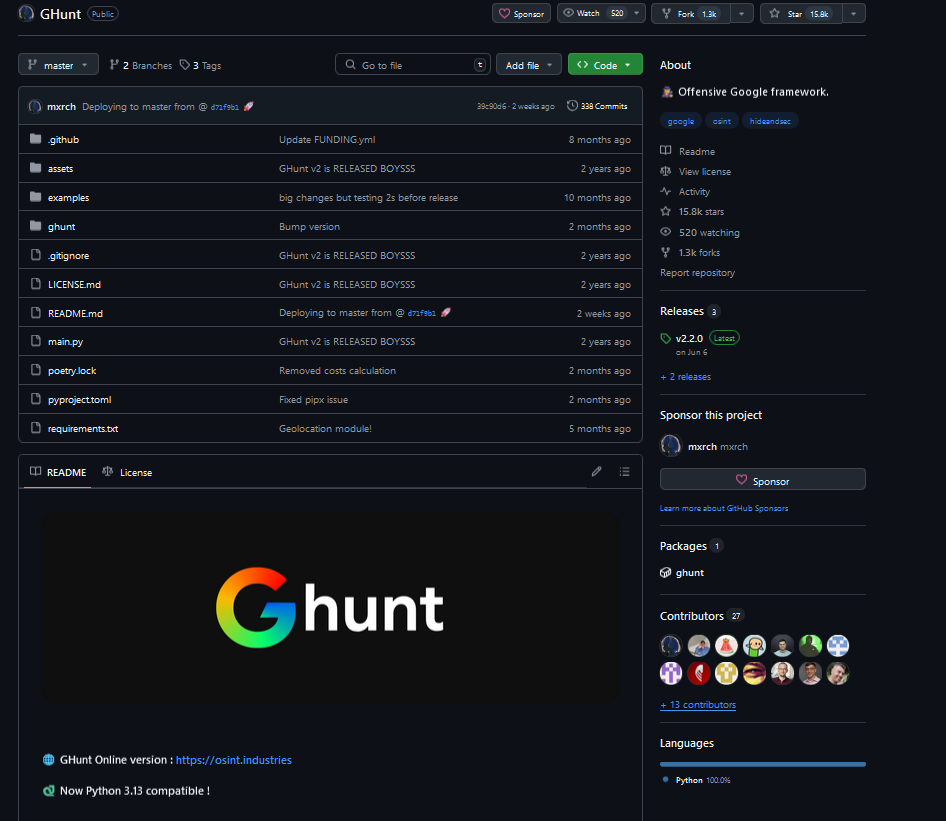 GHunt Public Sponsor Watch 520 Fork 1.3k Star 15.8k
master 2 Branches 3 Tags Go to file t Add file Code
mxrch Deploying to master from @ d71f9b1 🚀 39c90d6 · 2 weeks ago 338 Commits
.github Update FUNDING.yml 8 months ago
assets GHunt v2 is RELEASED BOYSSS 2 years ago
examples big changes but testing 2s before release 10 months ago
ghunt Bump version 2 months ago
.gitignore GHunt v2 is RELEASED BOYSSS 2 years ago
LICENSE.md GHunt v2 is RELEASED BOYSSS 2 years ago
README.md Deploying to master from @ d71f9b1 🚀 2 weeks ago
main.py GHunt v2 is RELEASED BOYSSS 2 years ago
poetry.lock Removed costs calculation 2 months ago
pyproject.toml Fixed pipx issue 2 months ago
requirements.txt Geolocation module! 5 months ago
README License
Ghunt
GHunt Online version : https://osint.industries
Now Python 3.13 compatible !
About
Offensive Google framework.
google osint hideandsec
Readme
View license
Activity
15.8k stars
520 watching
1.3k forks
Report repository
Releases 3
v2.2.0 Latest
on Jun 6
+ 2 releases
Sponsor this project
mxrch mxrch
Sponsor
Learn more about GitHub Sponsors
Packages 1
ghunt
Contributors 27
+ 13 contributors
Languages
Python 100.0%